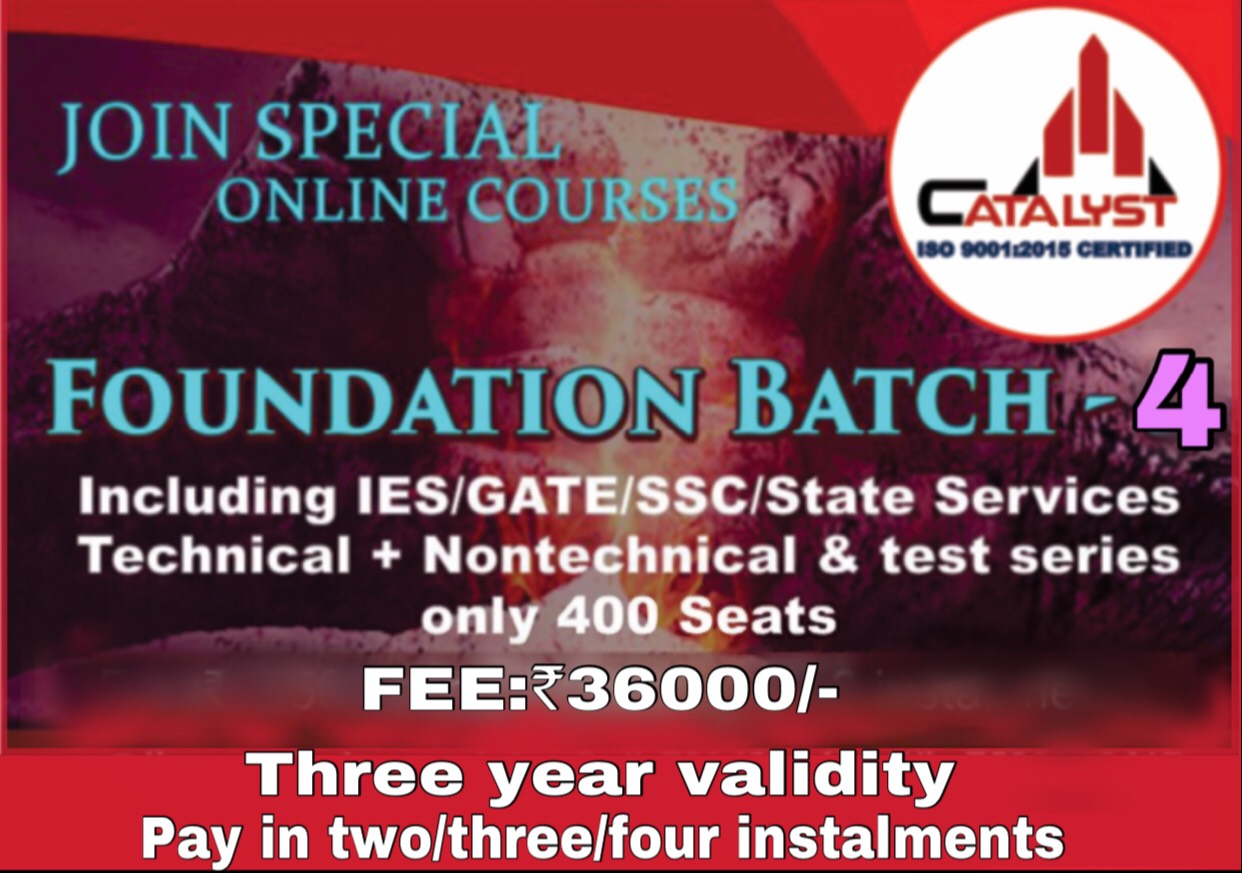 JOIN SPECIAL
ONLINE COURSES
CATALYST
ISO 9001:2015 CERTIFIED
FOUNDATION BATCH - 4
Including IES/GATE/SSC/State Services
Technical + Nontechnical & test series
only 400 Seats
FEE:₹36000/-
Three year validity
Pay in two/three/four instalments